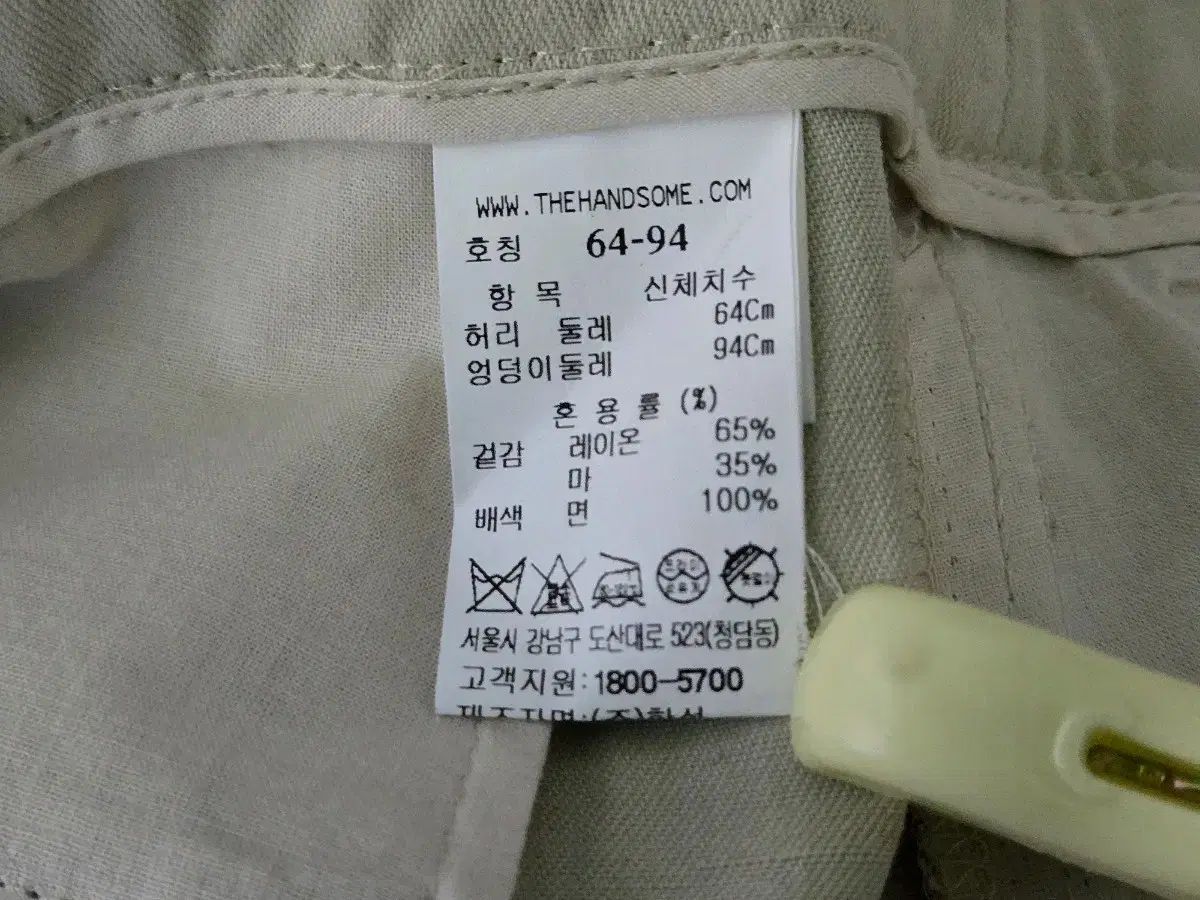 WWW.THEHANDSOME.COM
호칭 64-94
항 목 신체치수
허리 둘레 64Cm
엉덩이둘레 94Cm
혼 용 률 (%)
겉감 레이온 65%
마 35%
배색 면 100%
드라이
서울시 강남구 도산대로 523(청담동)
고객지원:1800-5700